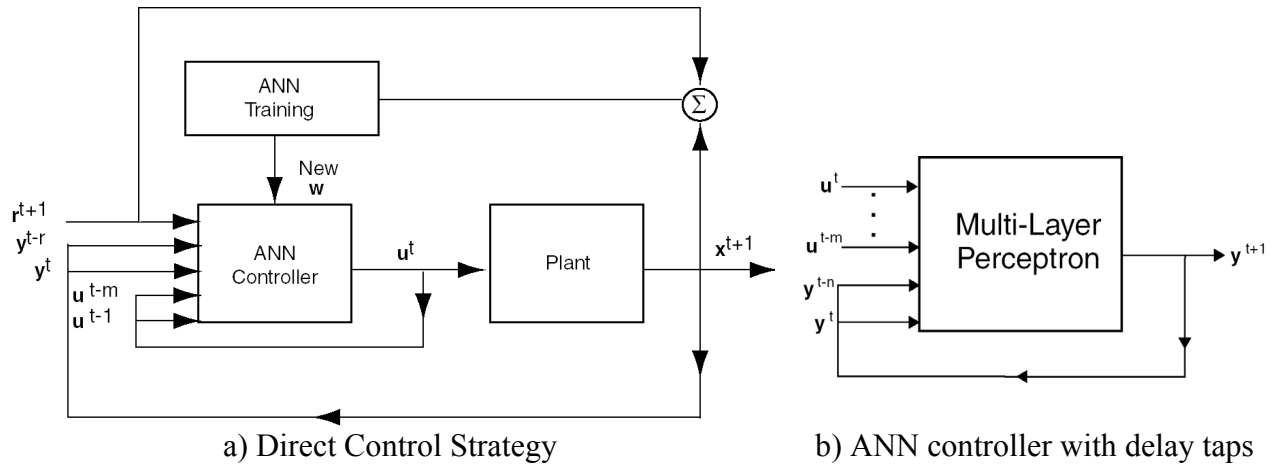 ANN
Training
Σ
New
w
r^t+1
y^t-r
y^t
u^t-m
u^t-1
ANN
Controller
u^t
Plant
x^t+1
u^t
u^t-m
y^t-n
y^t
Multi-Layer
Perceptron
y^t+1
a) Direct Control Strategy
b) ANN controller with delay taps